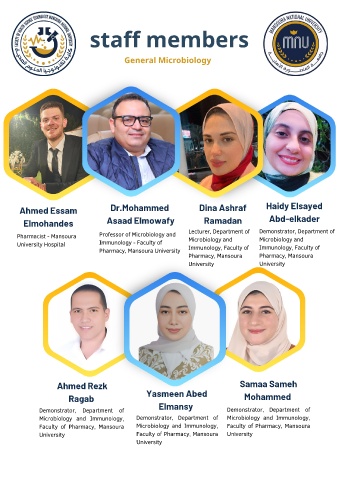 staff members
General Microbiology
MANSOURA NATIONAL UNIVERSITY
MNU
Ahmed Essam
Elmohandes
Pharmacist - Mansoura
University Hospital
Dr.Mohammed
Asaad Elmowafy
Professor of Microbiology and
Immunology - Faculty of
Pharmacy, Mansoura University
Dina Ashraf
Ramadan
Lecturer, Department of
Microbiology and
Immunology, Faculty of
Pharmacy, Mansoura
University
Haidy Elsayed
Abd-elkader
Demonstrator, Department of
Microbiology and
Immunology, Faculty of
Pharmacy, Mansoura
University
Ahmed Rezk
Ragab
Demonstrator, Department of
Microbiology and Immunology,
Faculty of Pharmacy, Mansoura
University
Yasmeen Abed
Elmansy
Demonstrator, Department of
Microbiology and Immunology,
Faculty of Pharmacy, Mansoura
University
Samaa Sameh
Mohammed
Demonstrator, Department of
Microbiology and Immunology,
Faculty of Pharmacy, Mansoura
University